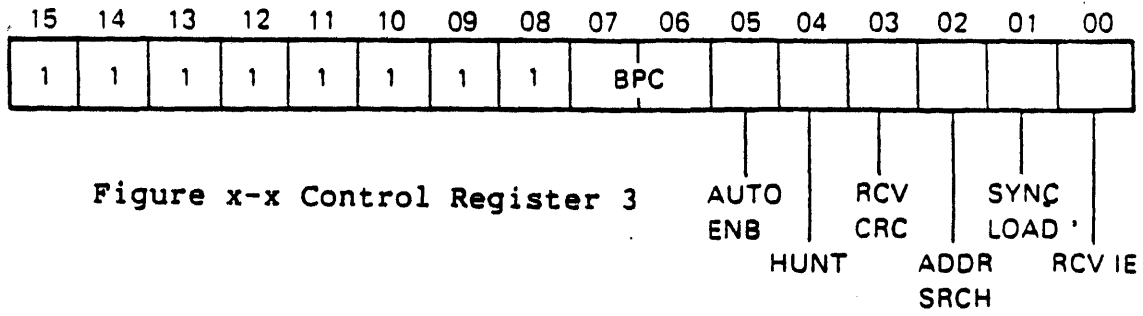 15 14 13 12 11 10 09 08 07 06 05 04 03 02 01 00
1 1 1 1 1 1 1 1 BPC
Figure x-x Control Register 3
AUTO ENB
HUNT
RCV CRC
ADDR SRCH
SYNC LOAD
RCV IE